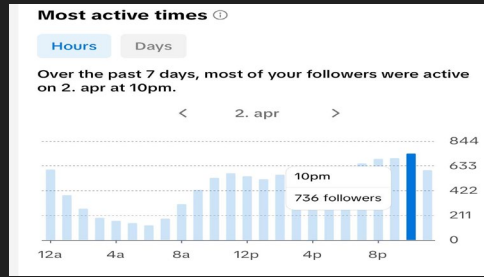 Most active times ⓘ
Hours Days
Over the past 7 days, most of your followers were active
on 2. apr at 10pm.
< 2. apr >
844
633
422
211
0
10pm
736 followers
12a 4a 8a 12p 4p 8p